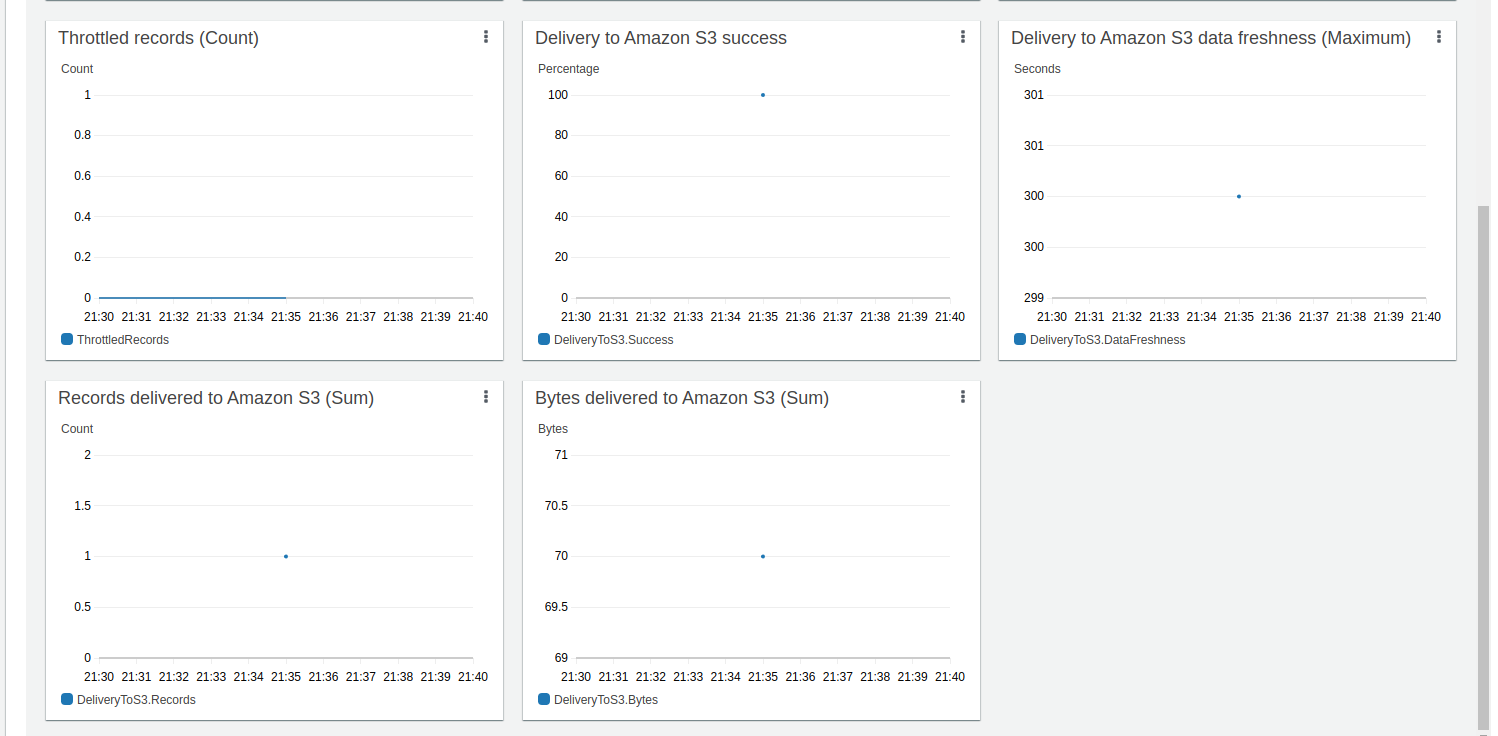 Throttled records (Count)
Count
1
0.8
0.6
0.4
0.2
0
21:30 21:31 21:32 21:33 21:34 21:35 21:36 21:37 21:38 21:39 21:40
ThrottledRecords
Delivery to Amazon S3 success
Percentage
100
80
60
40
20
0
21:30 21:31 21:32 21:33 21:34 21:35 21:36 21:37 21:38 21:39 21:40
DeliveryToS3.Success
Delivery to Amazon S3 data freshness (Maximum)
Seconds
301
301
300
300
299
21:30 21:31 21:32 21:33 21:34 21:35 21:36 21:37 21:38 21:39 21:40
DeliveryToS3.DataFreshness
Records delivered to Amazon S3 (Sum)
Count
2
1.5
1
0.5
0
21:30 21:31 21:32 21:33 21:34 21:35 21:36 21:37 21:38 21:39 21:40
DeliveryToS3.Records
Bytes delivered to Amazon S3 (Sum)
Bytes
71
70.5
70
69.5
69
21:30 21:31 21:32 21:33 21:34 21:35 21:36 21:37 21:38 21:39 21:40
DeliveryToS3.Bytes